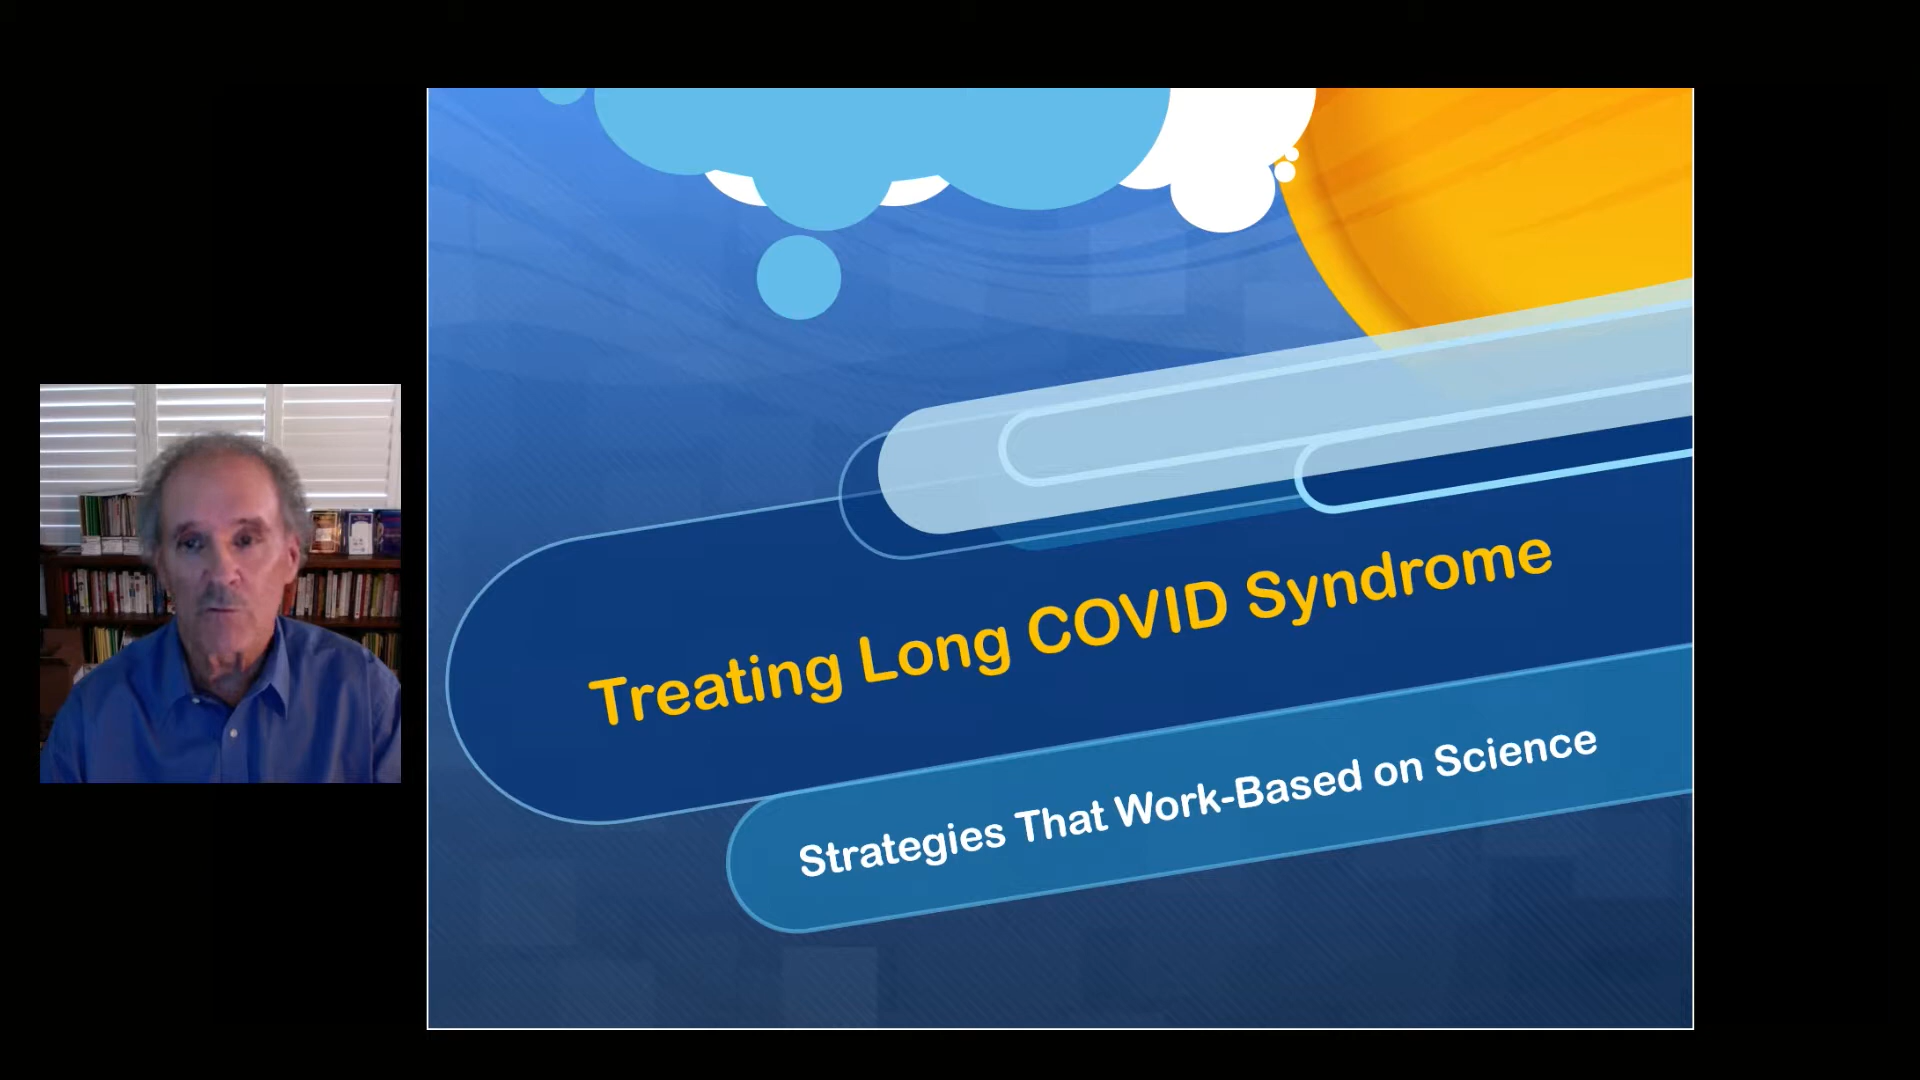 Treating Long COVID Syndrome
Strategies That Work-Based on Science